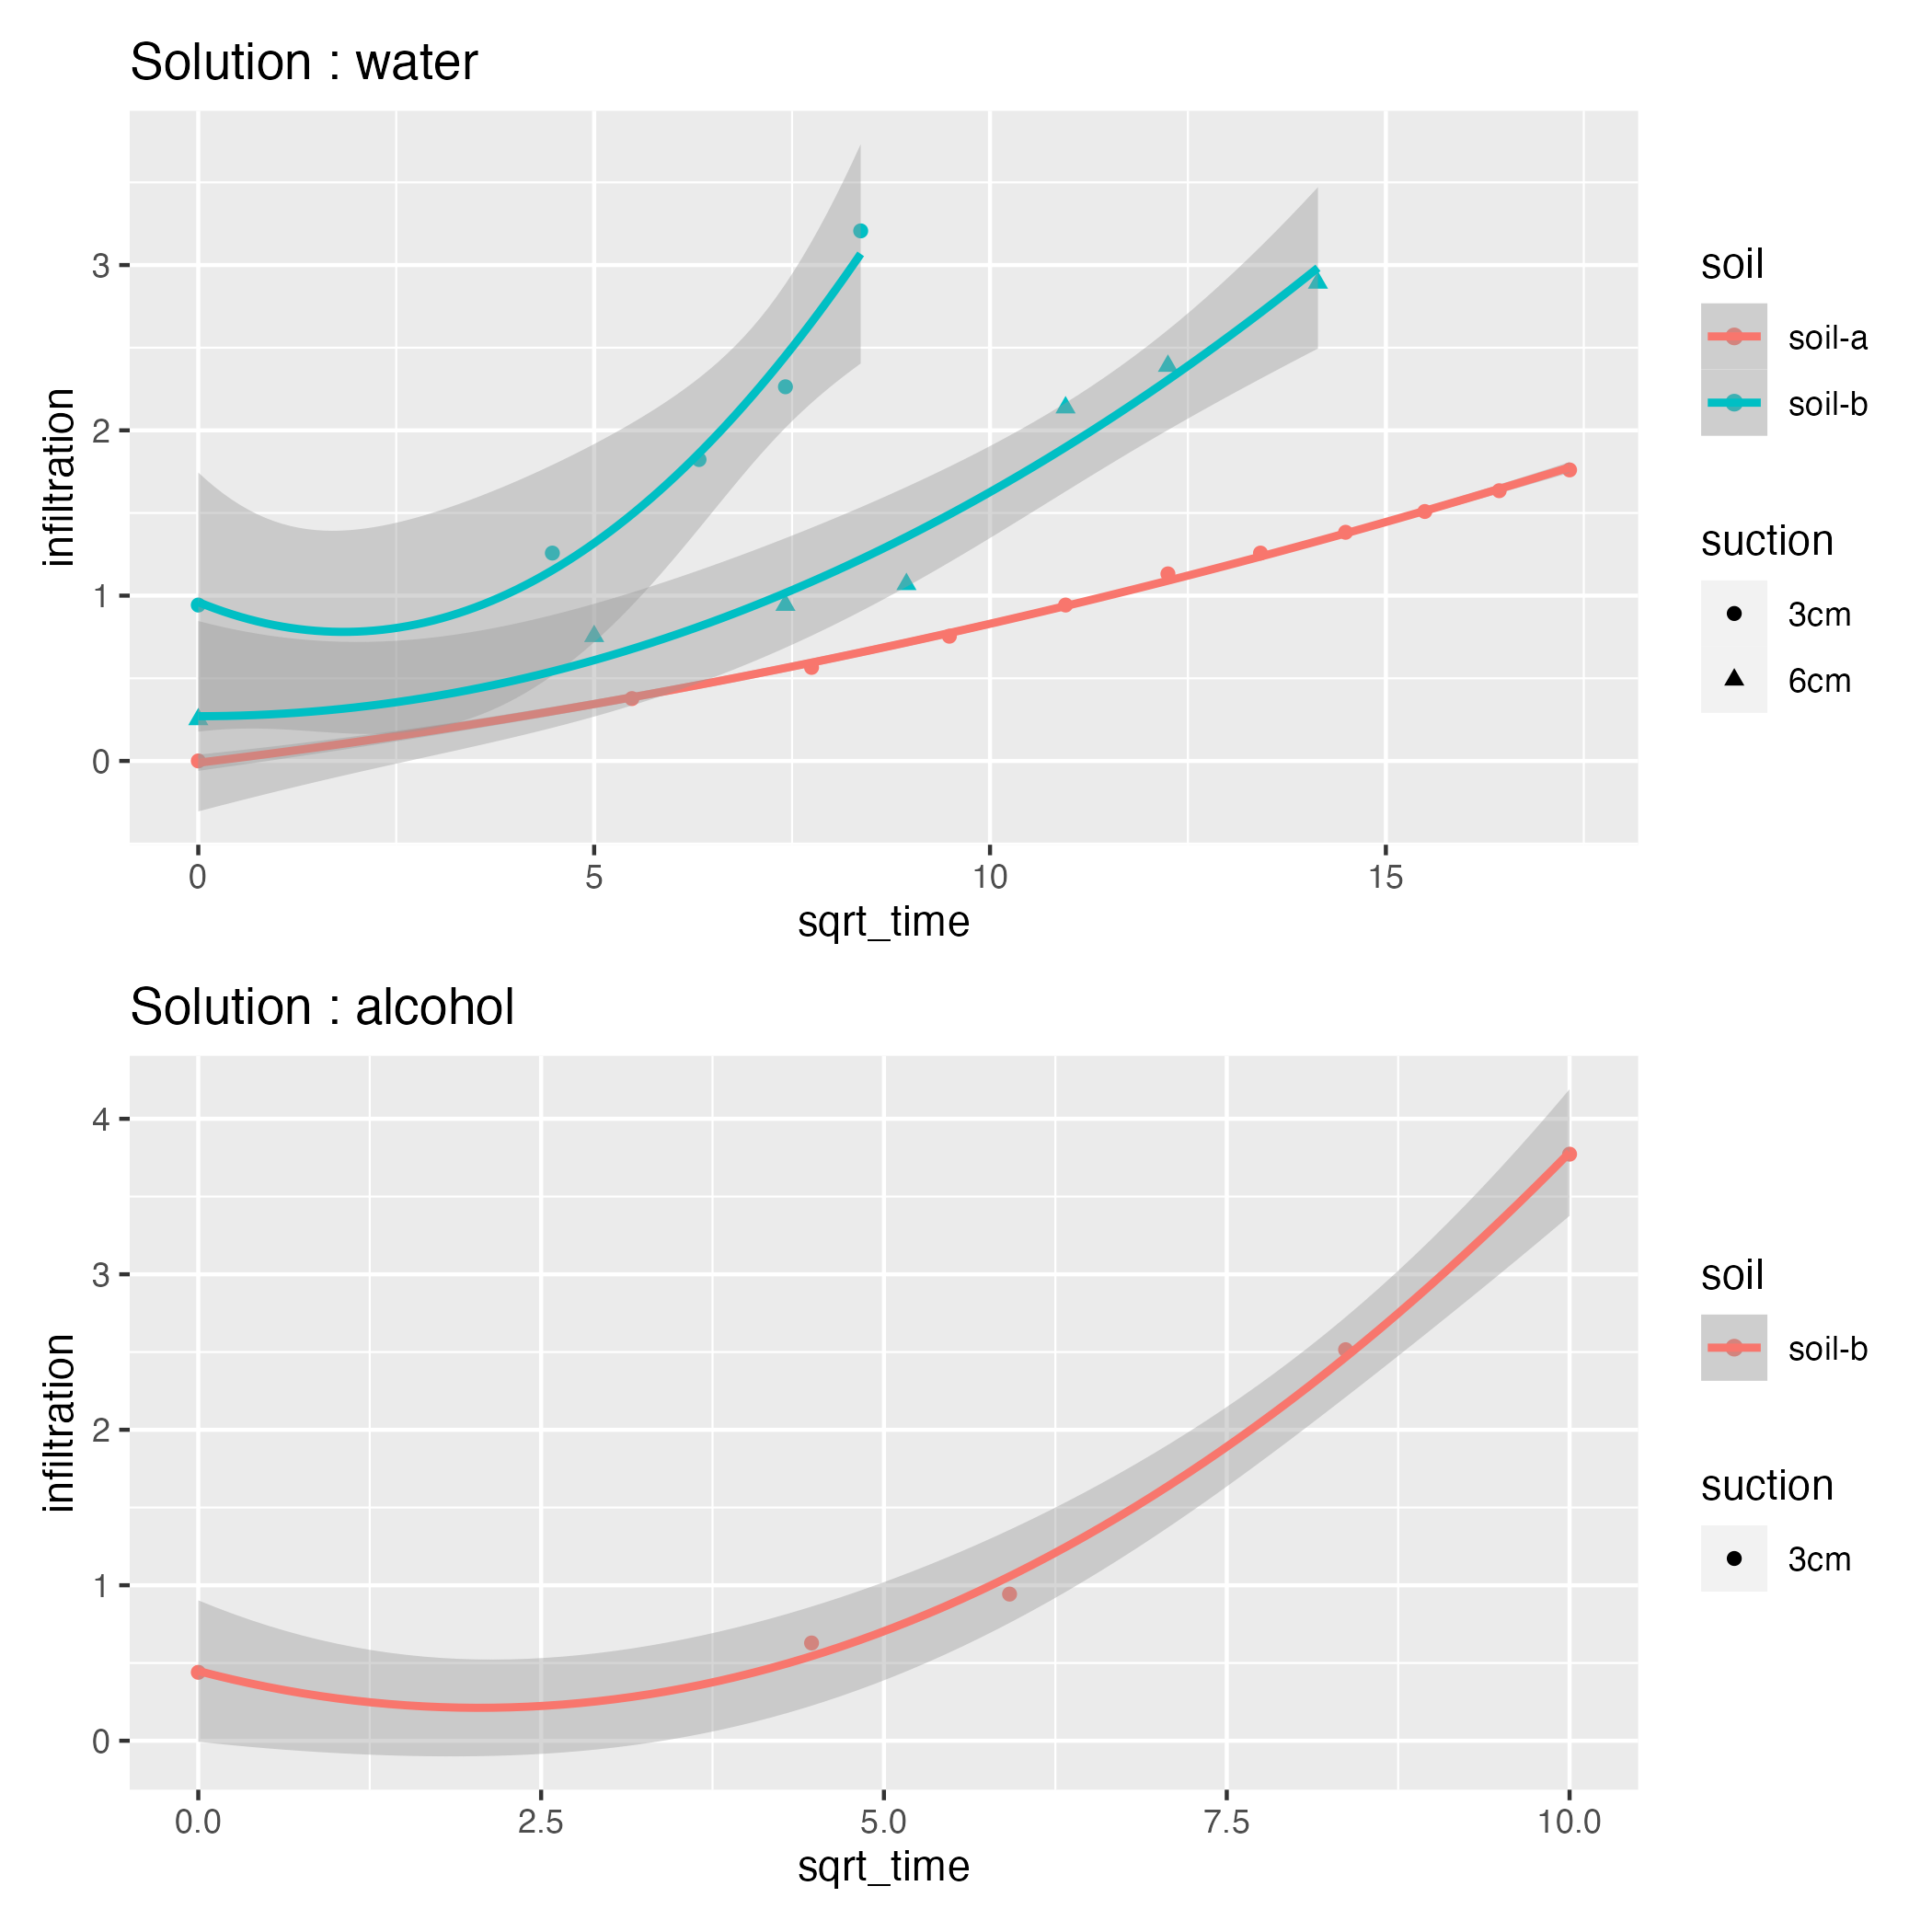 Solution : water
infiltration
3
2
1
0
0 5 10 15
sqrt_time
soil
soil-a
soil-b
suction
3cm
6cm
Solution : alcohol
infiltration
4
3
2
1
0
0.0 2.5 5.0 7.5 10.0
sqrt_time
soil
soil-b
suction
3cm